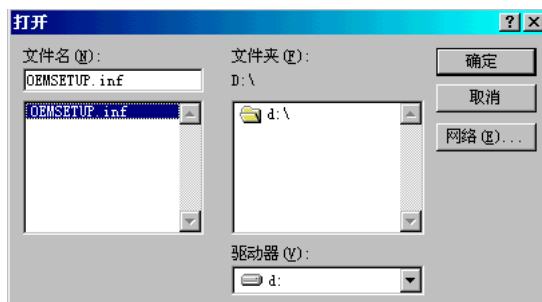 打开
文件名(N):
OEMSETUP.inf
OEMSETUP.inf
文件夹(F):
D:\
d:\
驱动器(V):
d:
确定
取消
网络(E)...